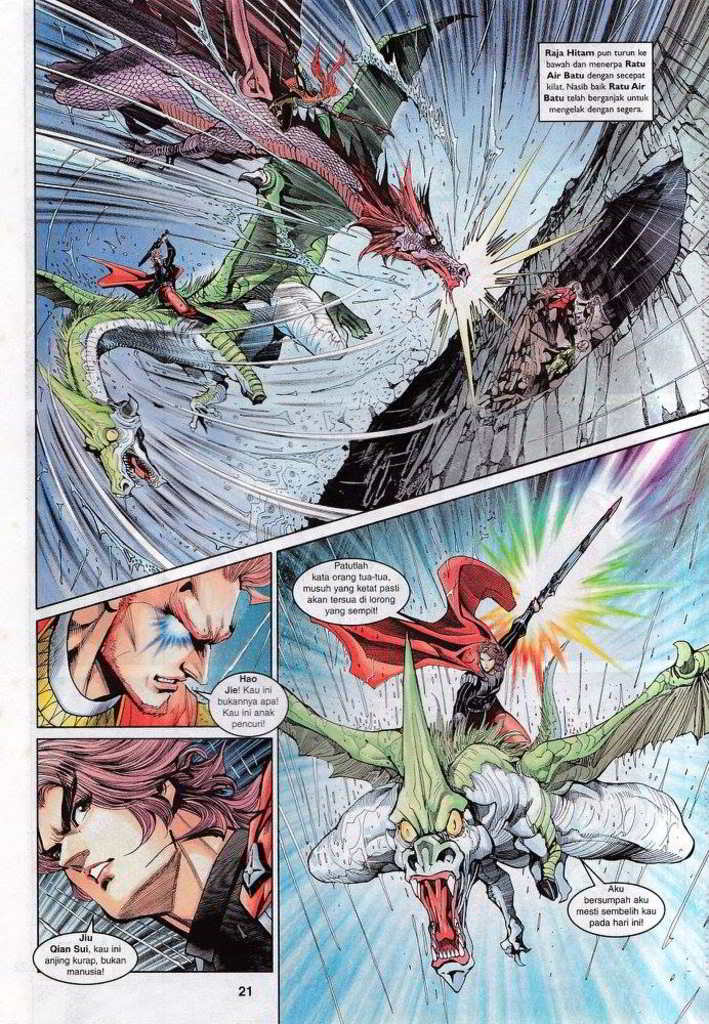 Raja Hitam pun turun ke
bawah dan menerpa Ratu
Air Batu dengan secepat
kilat. Nasib baik Ratu Air
Batu telah berganjak untuk
mengelak dengan segera.
Patutlah
kata orang tua-tua,
musuh yang ketat pasti
akan tersua di lorong
yang sempit!
Hao
Jie! Kau ini
bukannya apa!
Kau ini anak
pencuri!
Jiu
Qian Sui, kau ini
anjing kurap, bukan
manusia!
Aku
bersumpah aku
mesti sembelih kau
pada hari ini!
21